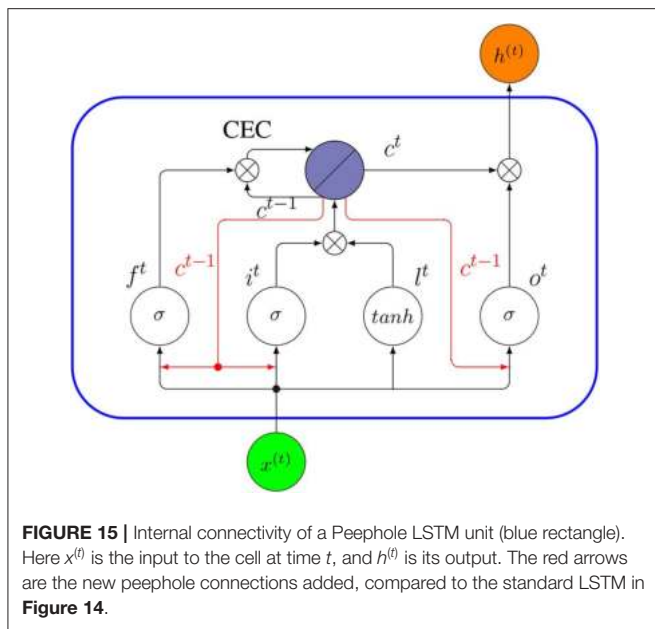 h^(t)
CEC
c^t
c^{t−1}
f^t
c^{t−1}
i^t
l^t
c^{t−1}
o^t
σ
σ
tanh
σ
x^(t)
FIGURE 15 | Internal connectivity of a Peephole LSTM unit (blue rectangle).
Here x^(t) is the input to the cell at time t, and h^(t) is its output. The red arrows
are the new peephole connections added, compared to the standard LSTM in
Figure 14.